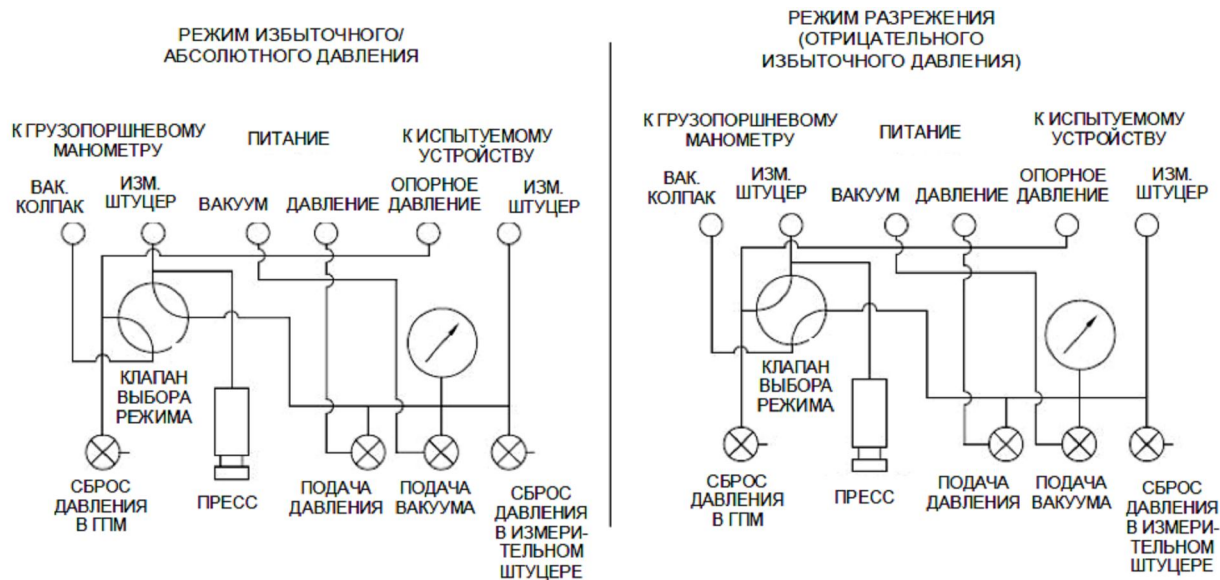 РЕЖИМ ИЗБЫТОЧНОГО/
АБСОЛЮТНОГО ДАВЛЕНИЯ
К ГРУЗОПОРШНЕВОМУ
МАНОМЕТРУ
ПИТАНИЕ
К ИСПЫТУЕМОМУ
УСТРОЙСТВУ
ВАК.
КОЛПАК
ИЗМ.
ШТУЦЕР
ВАКУУМ
ДАВЛЕНИЕ
ОПОРНОЕ
ДАВЛЕНИЕ
ИЗМ.
ШТУЦЕР
КЛАПАН
ВЫБОРА
РЕЖИМА
СБРОС
ДАВЛЕНИЯ
В ГПМ
ПРЕСС
ПОДАЧА
ДАВЛЕНИЯ
ПОДАЧА
ВАКУУМА
СБРОС
ДАВЛЕНИЯ
В ИЗМЕРИ-
ТЕЛЬНОМ
ШТУЦЕРЕ
РЕЖИМ РАЗРЕЖЕНИЯ
(ОТРИЦАТЕЛЬНОГО
ИЗБЫТОЧНОГО ДАВЛЕНИЯ)
К ГРУЗОПОРШНЕВОМУ
МАНОМЕТРУ
ПИТАНИЕ
К ИСПЫТУЕМОМУ
УСТРОЙСТВУ
ВАК.
КОЛПАК
ИЗМ.
ШТУЦЕР
ВАКУУМ
ДАВЛЕНИЕ
ОПОРНОЕ
ДАВЛЕНИЕ
ИЗМ.
ШТУЦЕР
КЛАПАН
ВЫБОРА
РЕЖИМА
СБРОС
ДАВЛЕНИЯ
В ГПМ
ПРЕСС
ПОДАЧА
ДАВЛЕНИЯ
ПОДАЧА
ВАКУУМА
СБРОС
ДАВЛЕНИЯ
В ИЗМЕРИ-
ТЕЛЬНОМ
ШТУЦЕРЕ